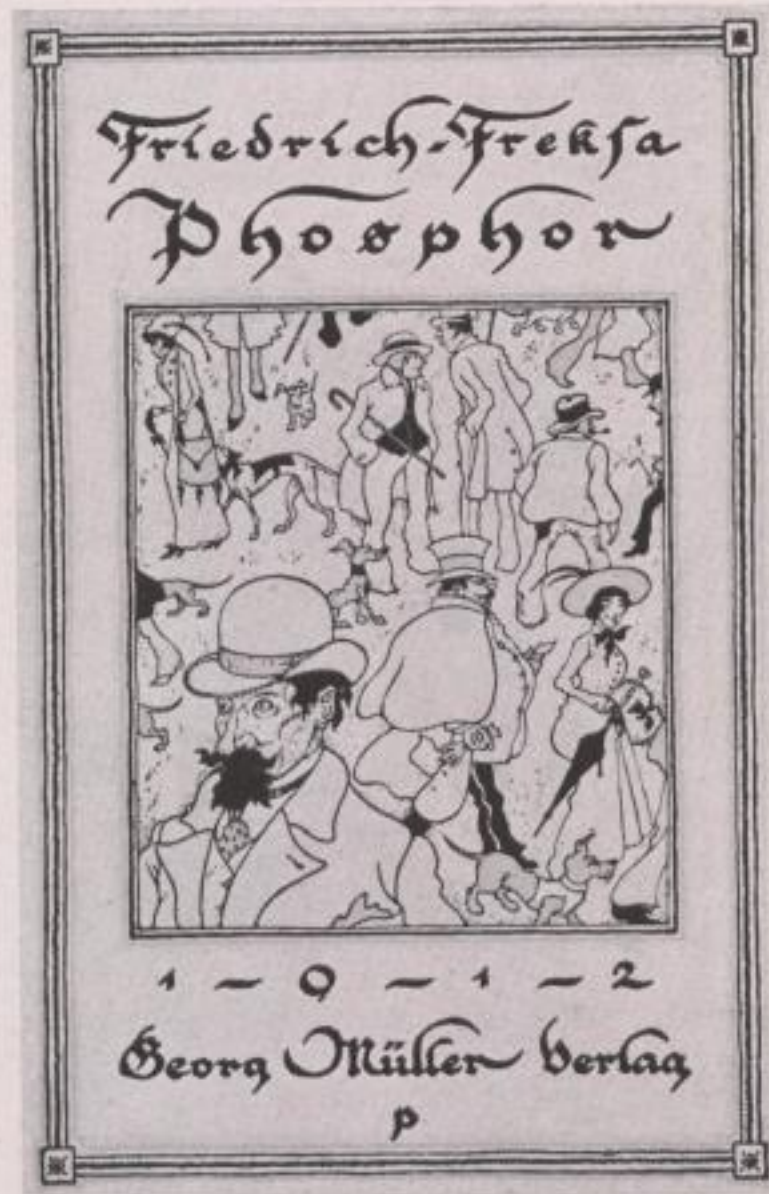 Friedrich-Frekſa
Phosphor
1 – 9 – 1 – 2
Georg Müller Verlag
p